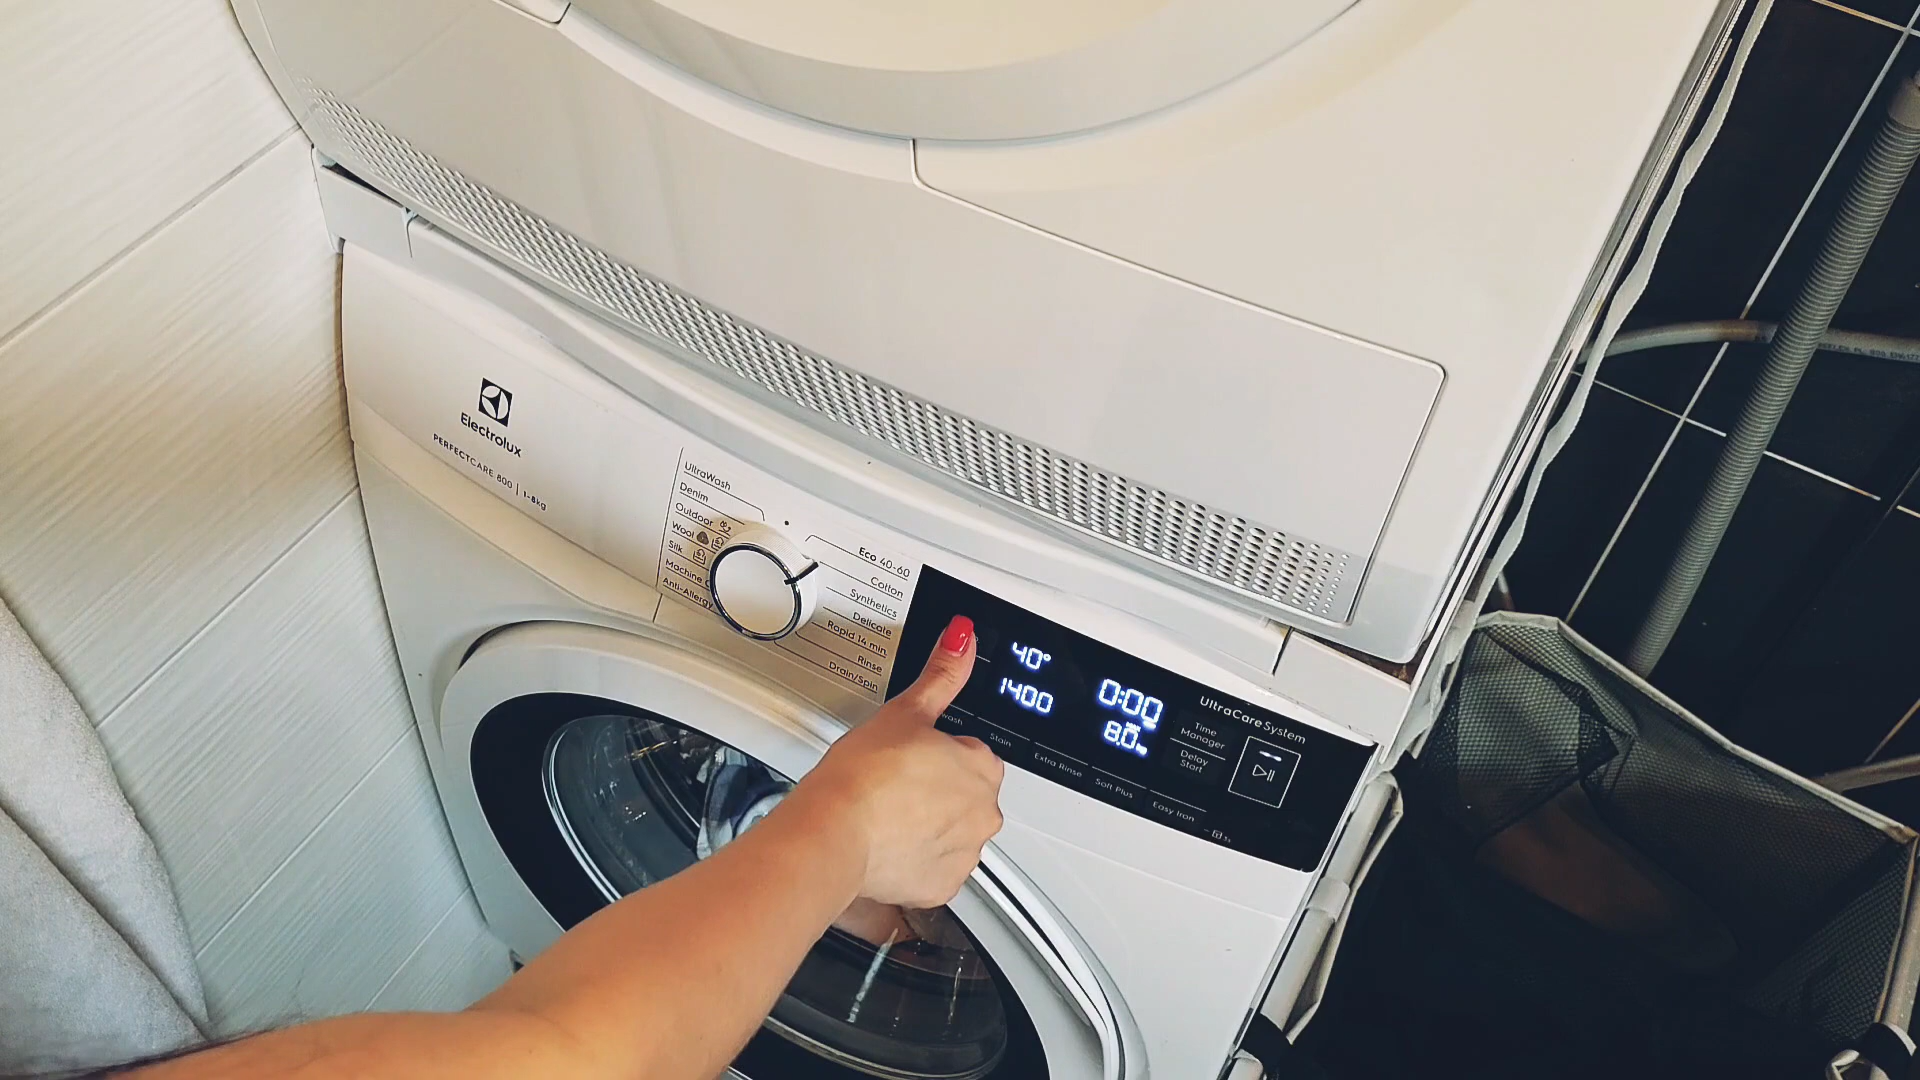 Electrolux
PERFECTCARE 800 | 1-8kg
UltraWash
Denim
Outdoor
Wool
Silk
Machine
Anti-Allergy
Eco 40-60
Cotton
Synthetics
Delicate
Rapid 14 min
Rinse
Drain/Spin
40°
1400
0:00
8.0
UltraCare System
Time
Manager
Delay
Start
Stain
Extra Rinse
Soft Plus
Easy Iron